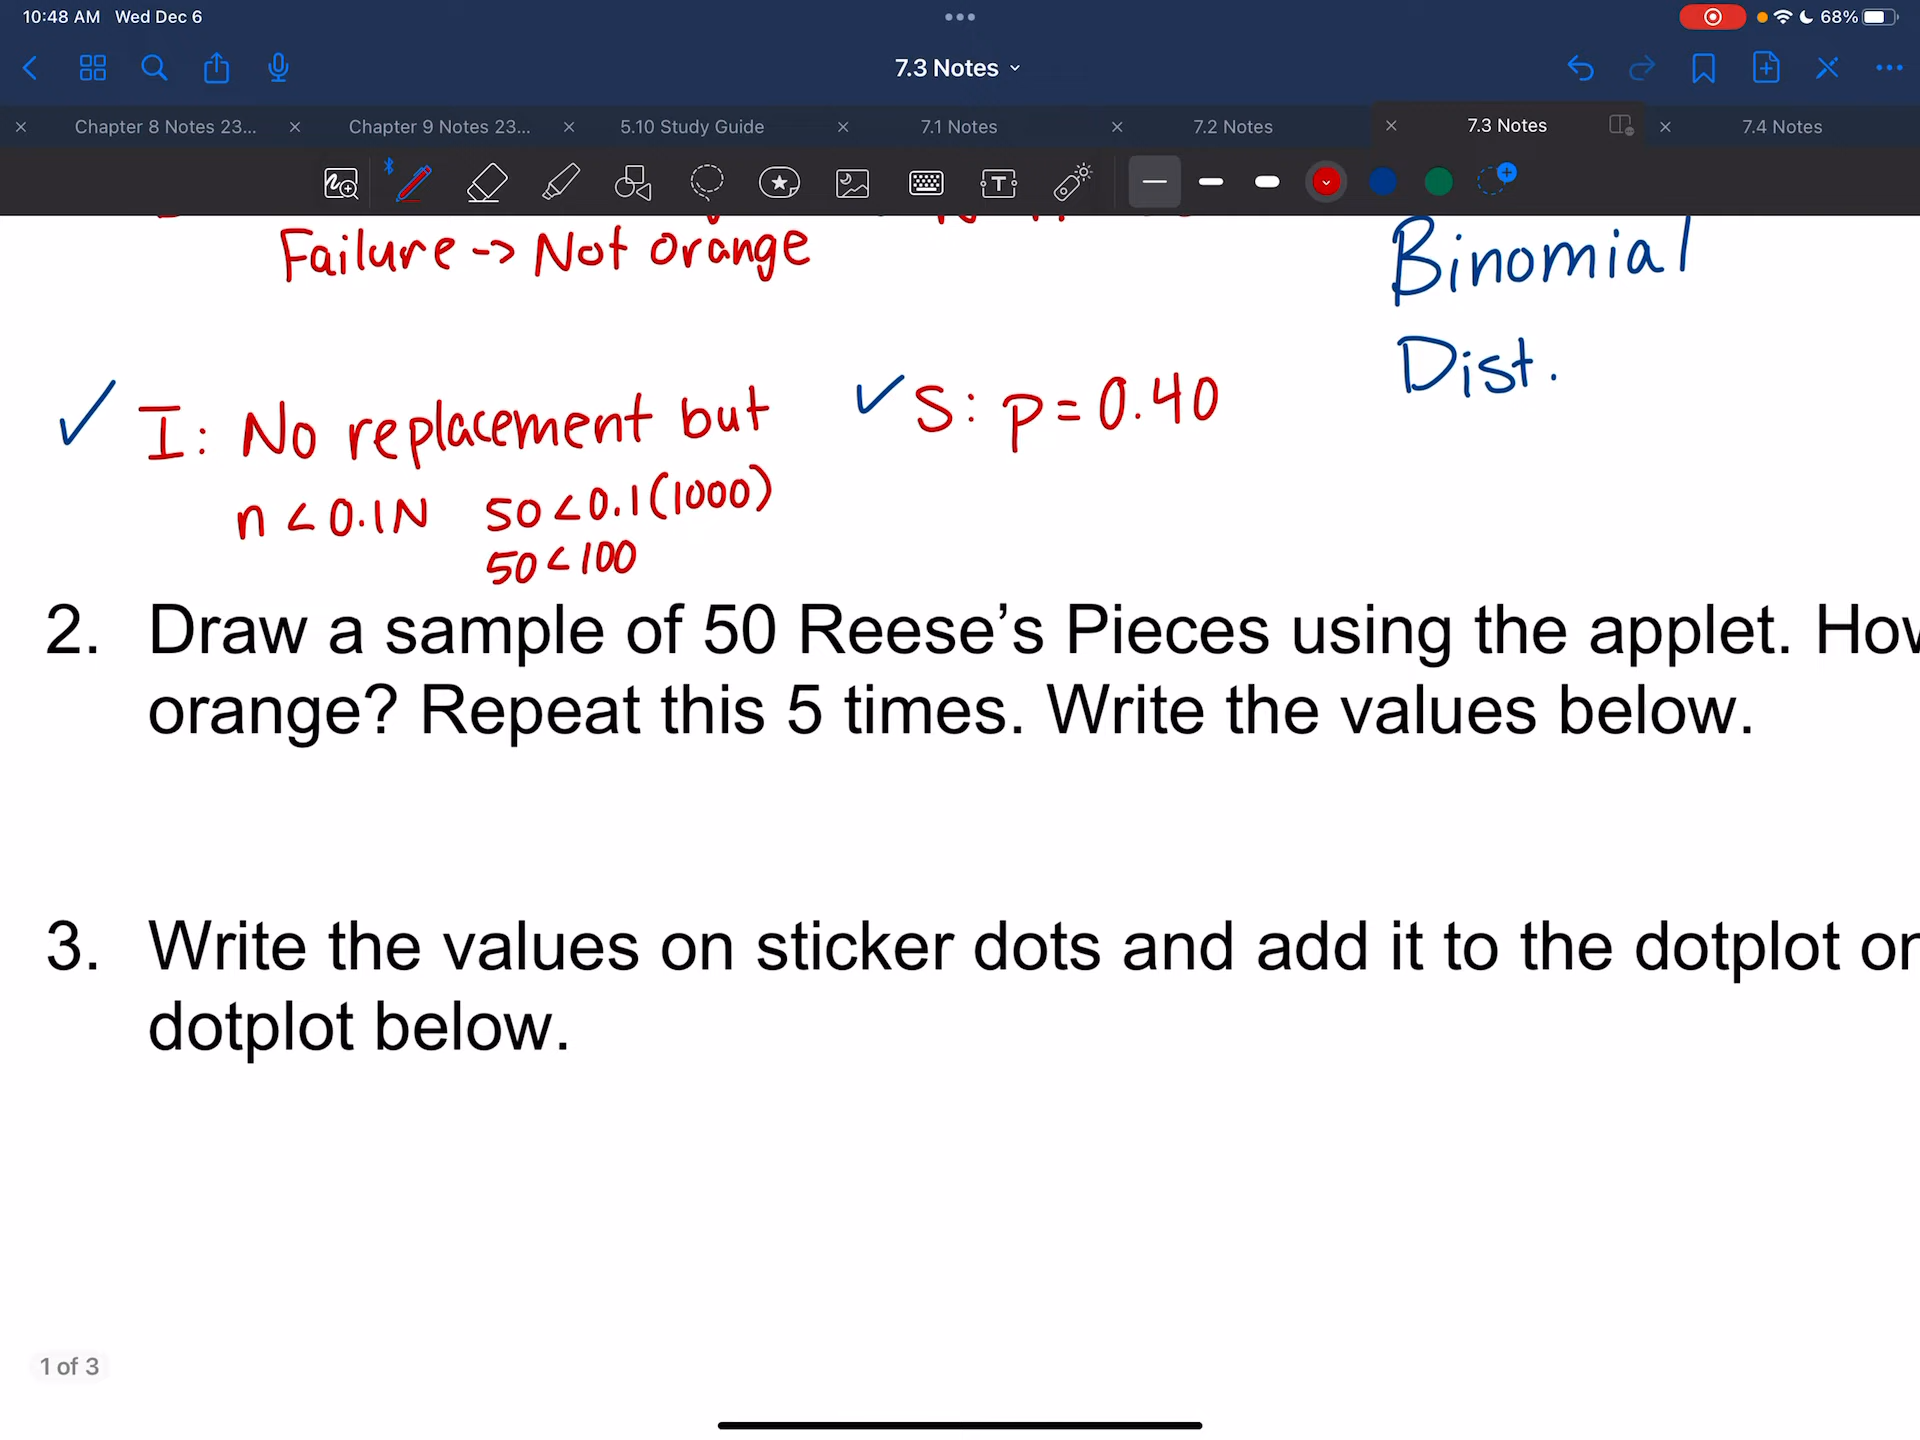 10:48 AM Wed Dec 6
68%
7.3 Notes
Chapter 8 Notes 23...
Chapter 9 Notes 23...
5.10 Study Guide
7.1 Notes
7.2 Notes
7.3 Notes
7.4 Notes
Failure -> Not orange
Binomial
Dist.
I: No replacement but
S: p = 0.40
n < 0.1N 50 < 0.1(1000)
50 < 100
2. Draw a sample of 50 Reese’s Pieces using the applet. How
orange? Repeat this 5 times. Write the values below.
3. Write the values on sticker dots and add it to the dotplot or
dotplot below.
1 of 3